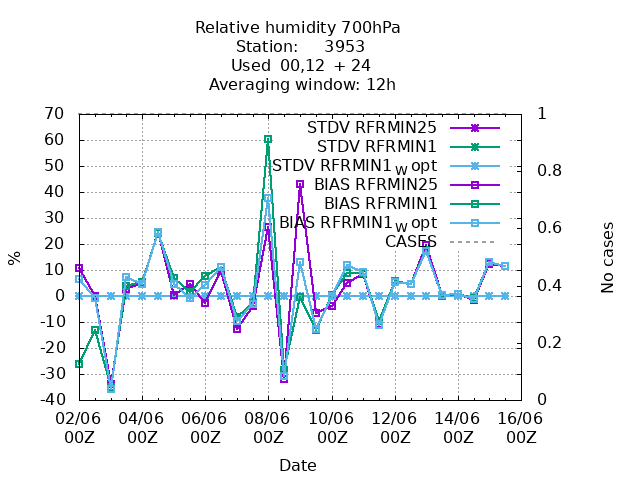 Relative humidity 700hPa
Station: 3953
Used 00,12 + 24
Averaging window: 12h
70
60
50
40
30
20
10
0
-10
-20
-30
-40
%
1
0.8
0.6
0.4
0.2
0
No cases
STDV RFRMIN25
STDV RFRMIN1
STDV RFRMIN1w opt
BIAS RFRMIN25
BIAS RFRMIN1
BIAS RFRMIN1w opt
CASES
02/06 04/06 06/06 08/06 10/06 12/06 14/06 16/06
00Z 00Z 00Z 00Z 00Z 00Z 00Z 00Z
Date